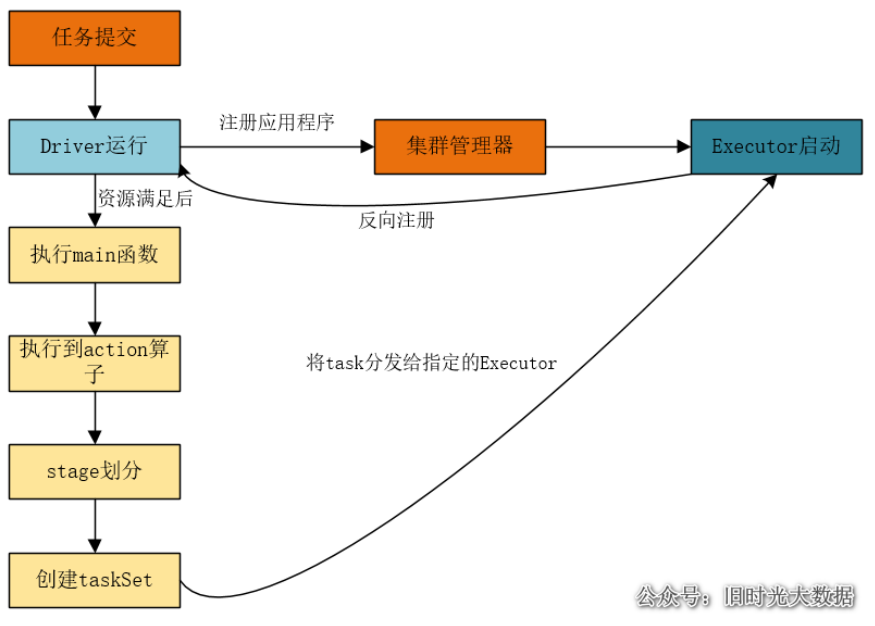 任务提交
注册应用程序
Driver运行
集群管理器
Executor启动
资源满足后
反向注册
执行main函数
执行到action算
子
将task分发给指定的Executor
stage划分
创建taskSet
公众号：旧时光大数据